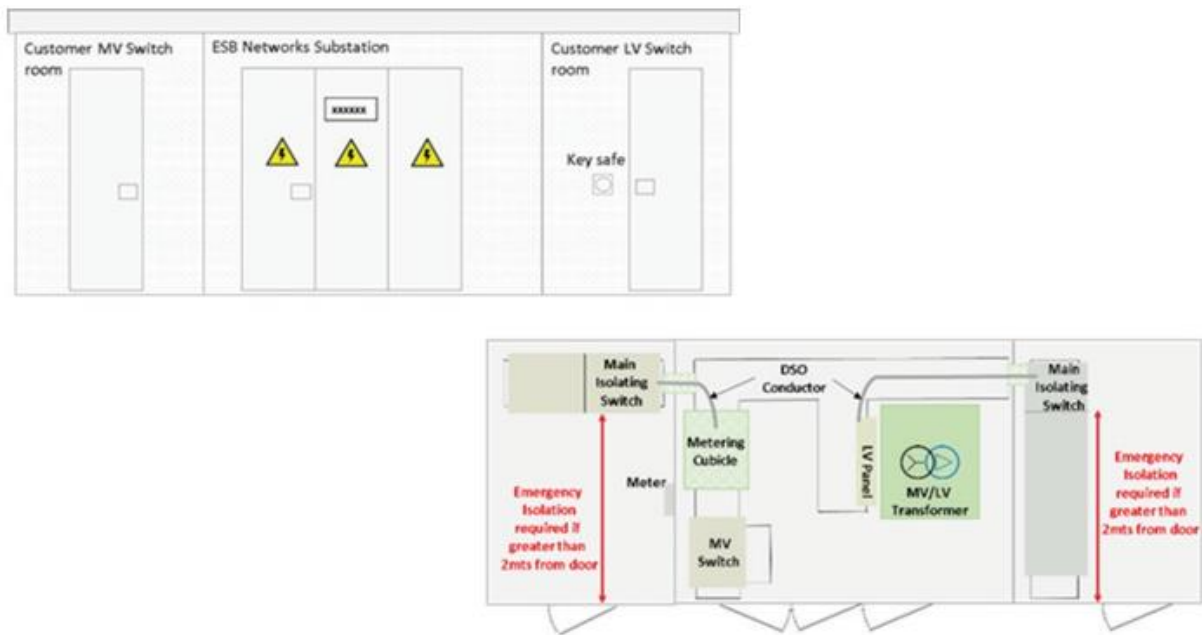 Customer MV Switch
room
ESB Networks Substation
xxxxxx
Customer LV Switch
room
Key safe
Main
Isolating
Switch
DSO
Conductor
Main
Isolating
Switch
Metering
Cubicle
LV Panel
MV/LV
Transformer
Meter
MV
Switch
Emergency
Isolation
required if
greater than
2mts from door
Emergency
Isolation
required if
greater than
2mts from door